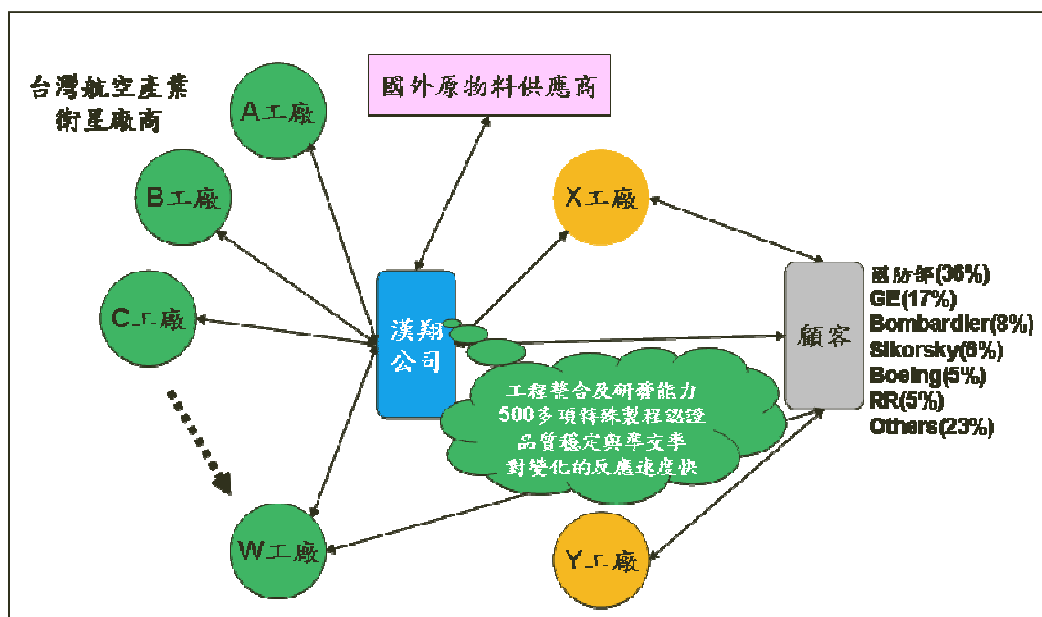 台灣航空產業
衛星廠商
A工廠
國外原物料供應商
B工廠
X工廠
C工廠
漢翔
公司
顧客
國防部(36%)
GE(17%)
Bombardier(8%)
Sikorsky(6%)
Boeing(5%)
RR(5%)
Others(23%)
工程整合及研發能力
500多項特殊製程認證
品質穩定與準交率
對變化的反應速度快
W工廠
Y工廠